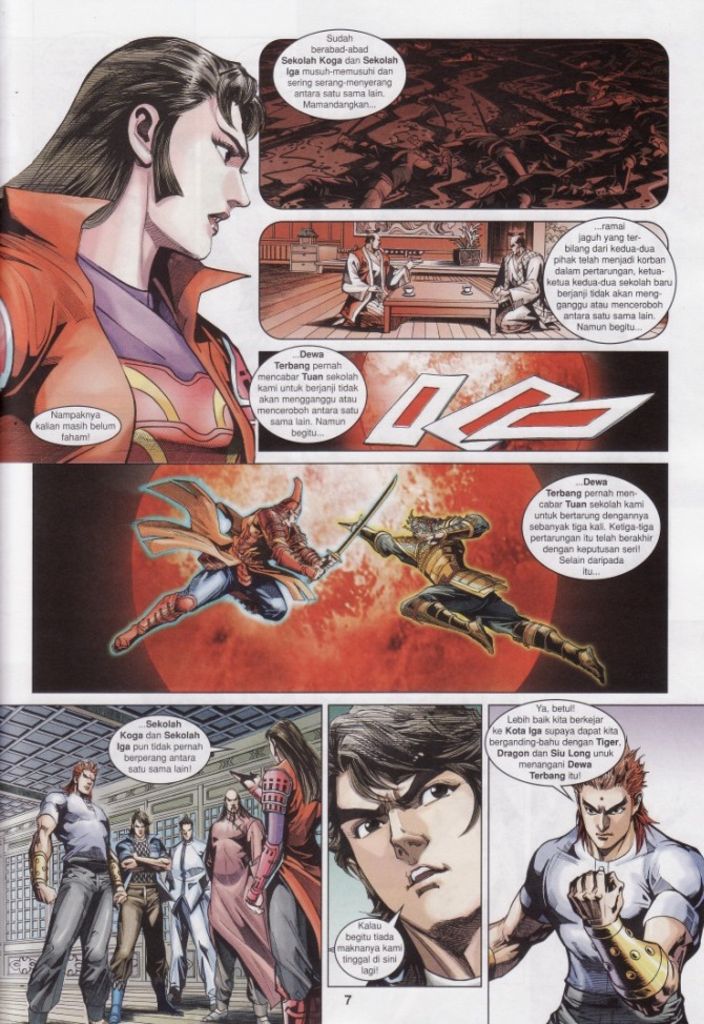 Sudah
berabad-abad
Sekolah Koga dan Sekolah
Iga musuh-memusuhi dan
sering serang-menyerang
antara satu sama lain.
Mamandangkan...
...ramai
jaguh yang ter-
bilang dari kedua-dua
pihak telah menjadi korban
dalam pertarungan, ketua-
ketua kedua-dua sekolah baru
berjanji tidak akan meng-
ganggu atau menceroboh
antara satu sama lain.
Namun begitu...
Nampaknya
kalian masih belum
faham!
...Dewa
Terbang pernah
mencabar Tuan sekolah
kami untuk berjanji tidak
akan mengganggu atau
menceroboh antara satu
sama lain. Namun
begitu...
...Dewa
Terbang pernah men-
cabar Tuan sekolah kami
untuk bertarung dengannya
sebanyak tiga kali. Ketiga-tiga
pertarungan itu telah berakhir
dengan keputusan seri!
Selain daripada
itu...
...Sekolah
Koga dan Sekolah
Iga pun tidak pernah
berperang antara
satu sama lain!
Kalau
begitu tiada
maknanya kami
tinggal di sini
lagi!
Ya, betul!
Lebih baik kita berkejar
ke Kota Iga supaya dapat kita
berganding-bahu dengan Tiger,
Dragon dan Siu Long untuk
menangani Dewa
Terbang itu!
7